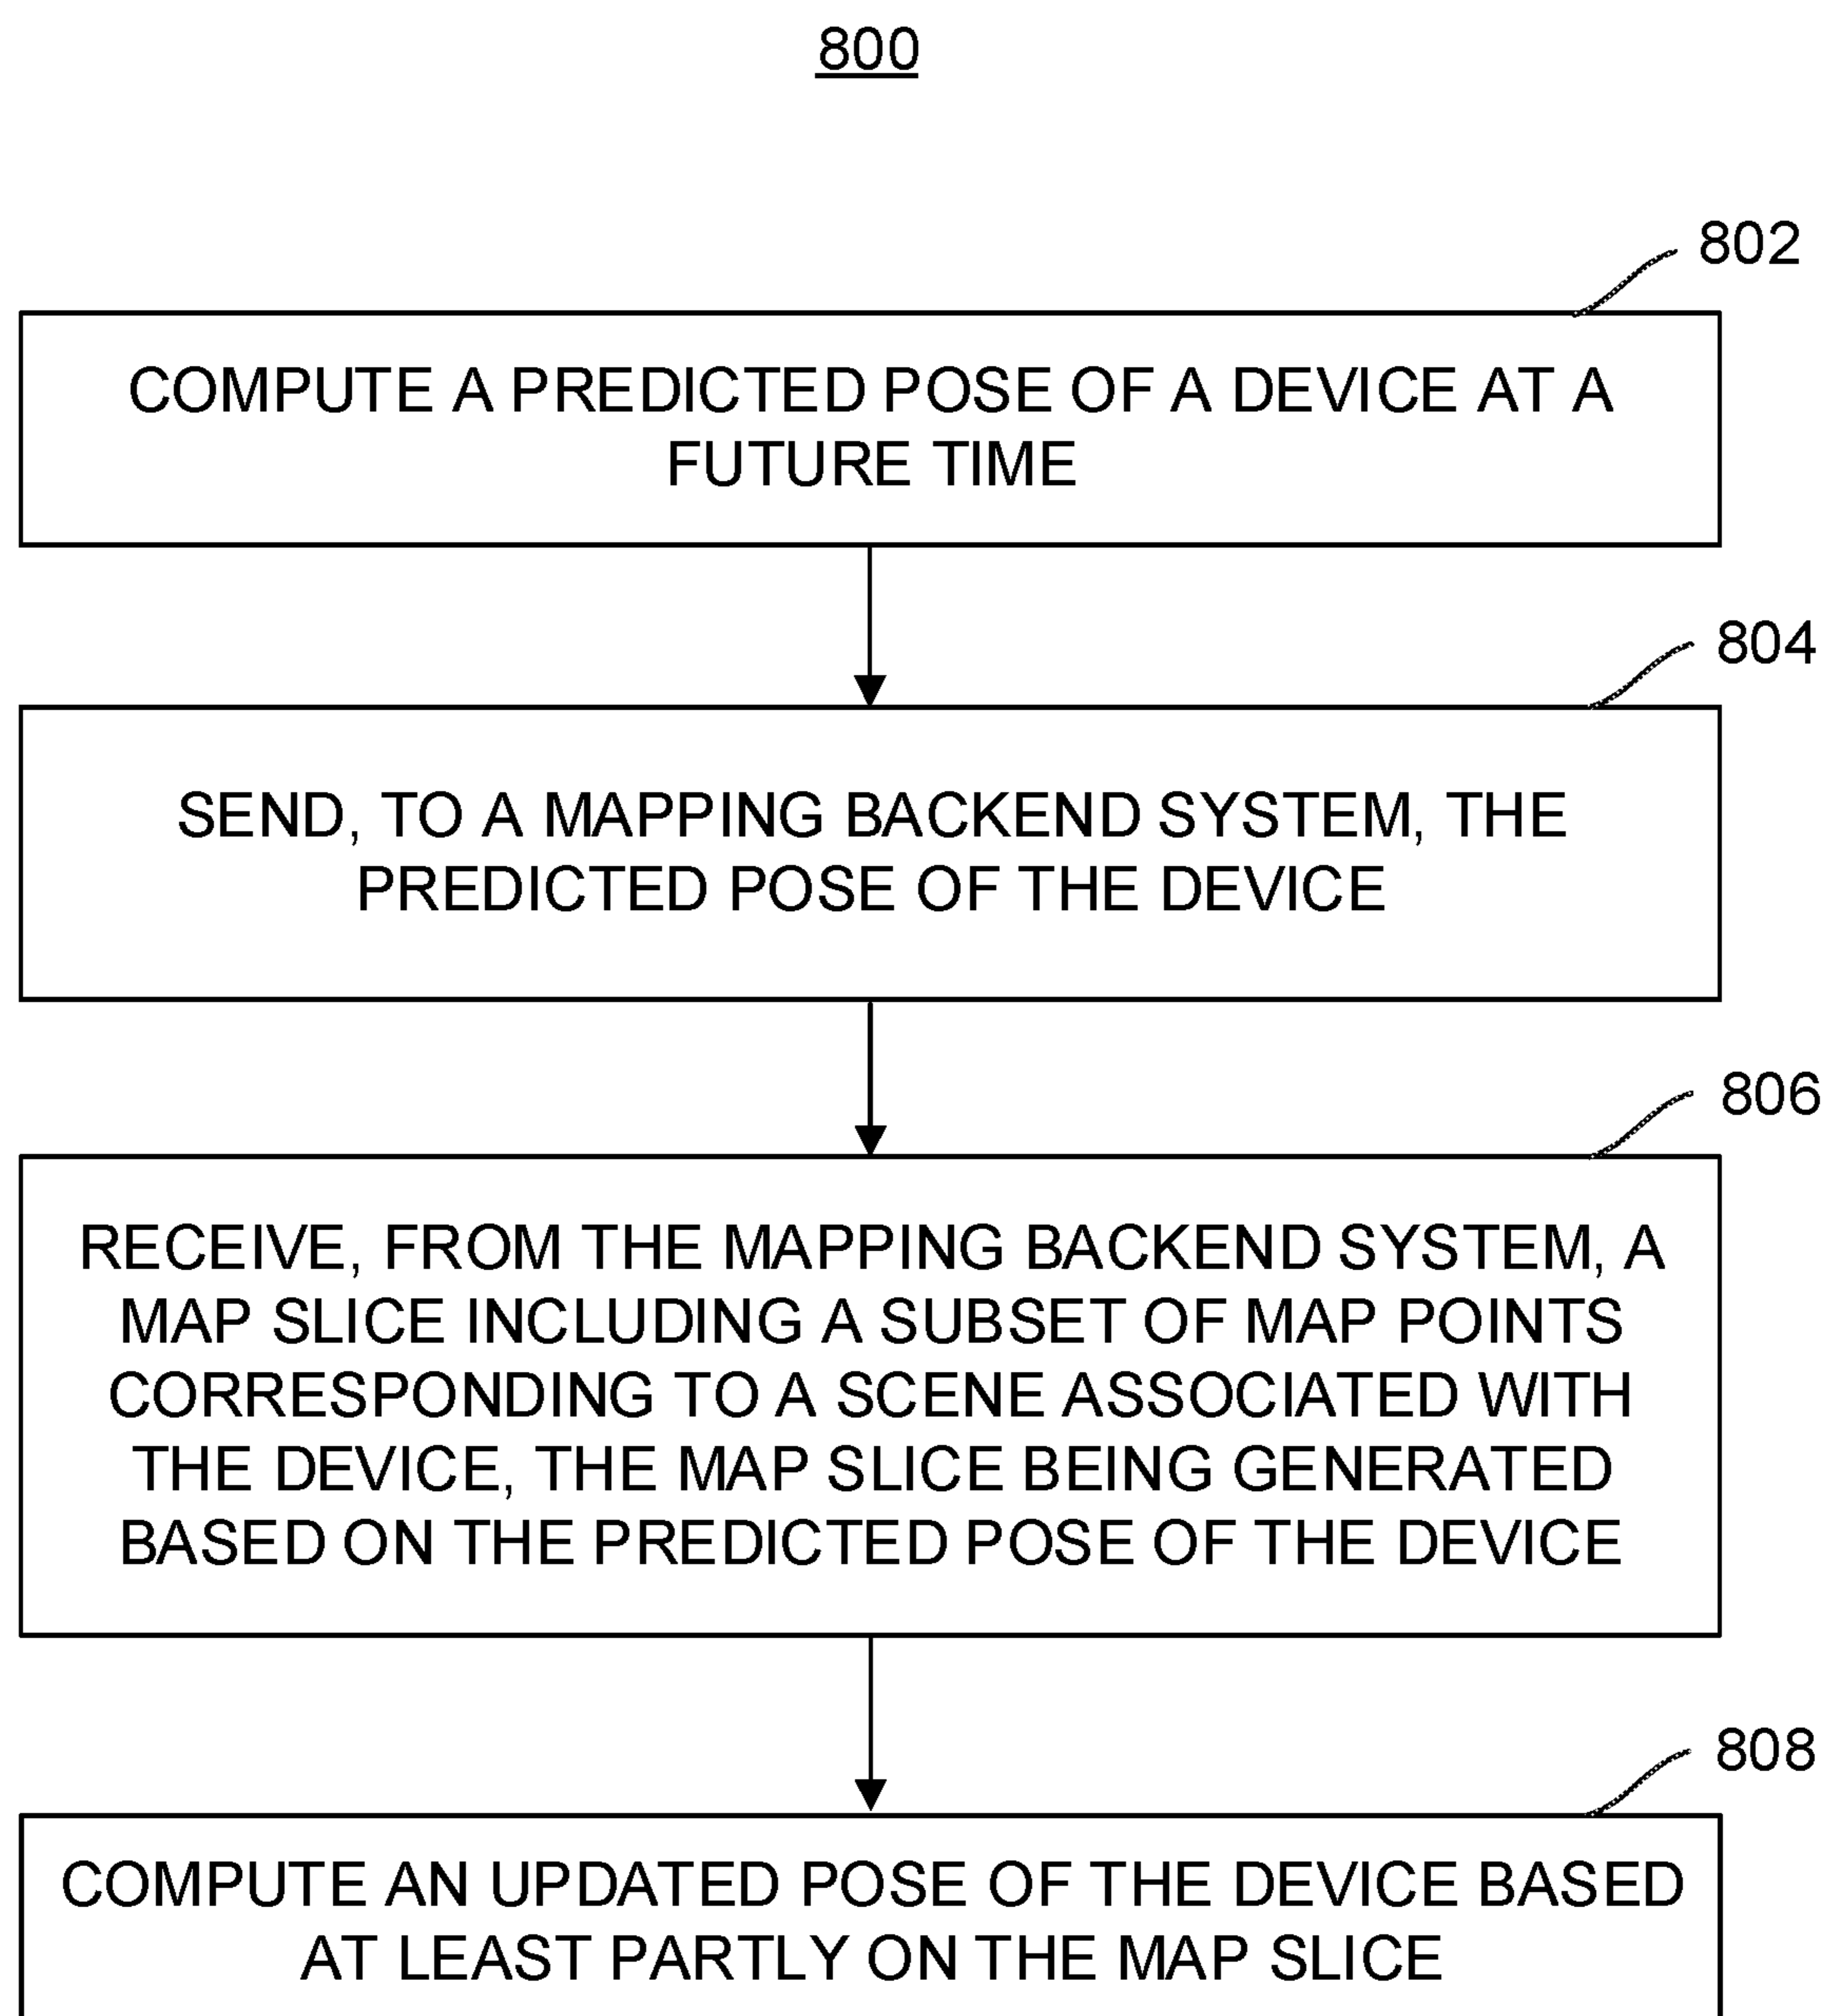 800
802
COMPUTE A PREDICTED POSE OF A DEVICE AT A
FUTURE TIME
804
SEND, TO A MAPPING BACKEND SYSTEM, THE
PREDICTED POSE OF THE DEVICE
806
RECEIVE, FROM THE MAPPING BACKEND SYSTEM, A
MAP SLICE INCLUDING A SUBSET OF MAP POINTS
CORRESPONDING TO A SCENE ASSOCIATED WITH
THE DEVICE, THE MAP SLICE BEING GENERATED
BASED ON THE PREDICTED POSE OF THE DEVICE
808
COMPUTE AN UPDATED POSE OF THE DEVICE BASED
AT LEAST PARTLY ON THE MAP SLICE